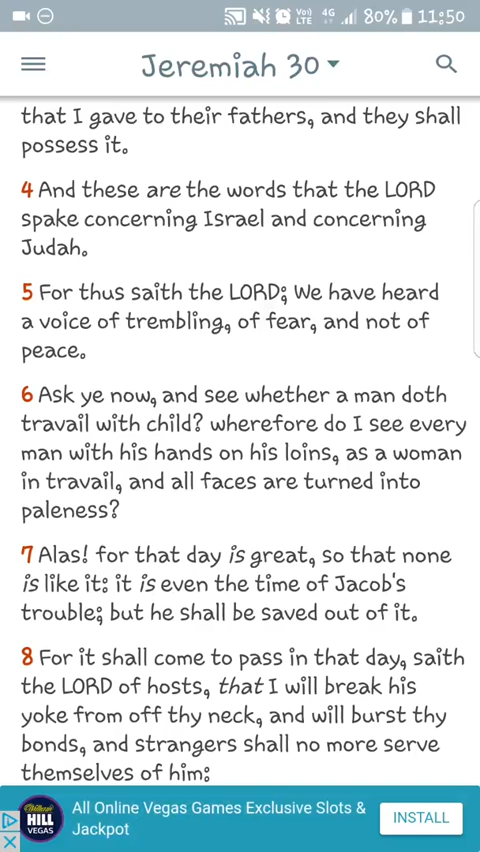 VoI) LTE 4G 80% 11:50
Jeremiah 30
that I gave to their fathers, and they shall
possess it.
4 And these are the words that the LORD
spake concerning Israel and concerning
Judah.
5 For thus saith the LORD; We have heard
a voice of trembling, of fear, and not of
peace.
6 Ask ye now, and see whether a man doth
travail with child? wherefore do I see every
man with his hands on his loins, as a woman
in travail, and all faces are turned into
paleness?
7 Alas! for that day is great, so that none
is like it: it is even the time of Jacob's
trouble; but he shall be saved out of it.
8 For it shall come to pass in that day, saith
the LORD of hosts, that I will break his
yoke from off thy neck, and will burst thy
bonds, and strangers shall no more serve
themselves of him:
William
HILL
VEGAS
All Online Vegas Games Exclusive Slots &
Jackpot
INSTALL